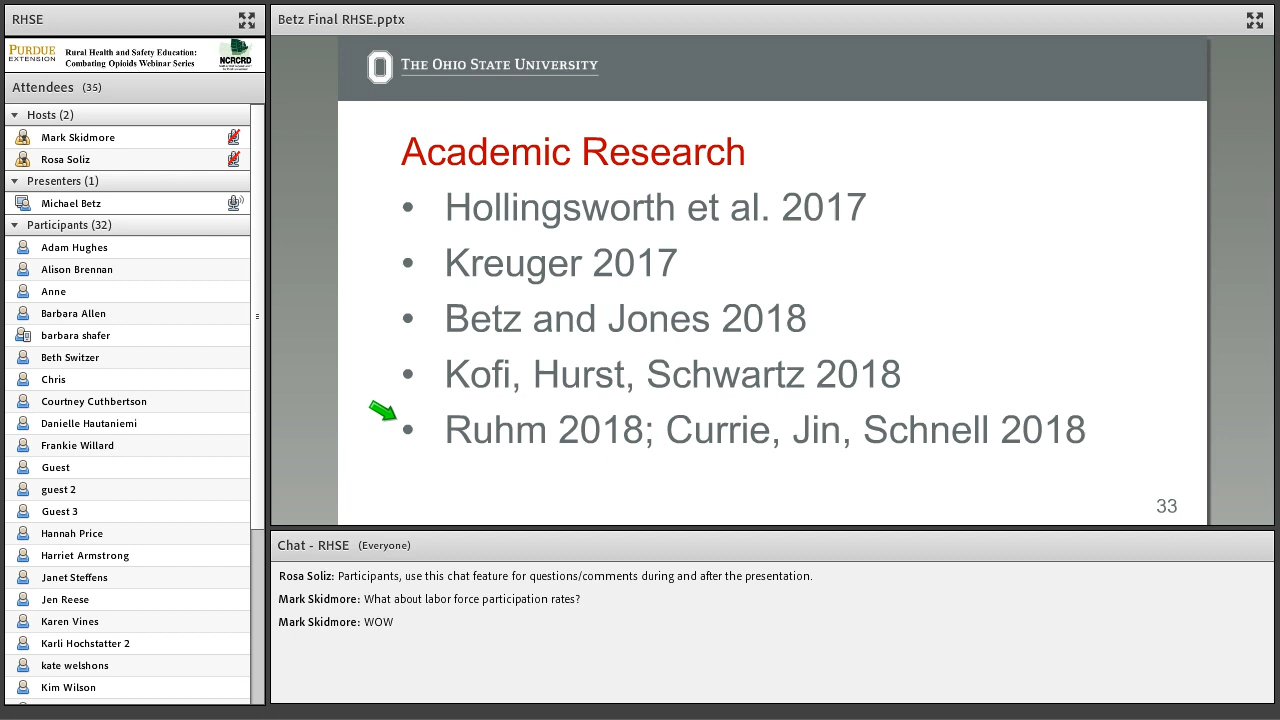 RHSE
PURDUE
EXTENSION
Rural Health and Safety Education:
Combating Opioids Webinar Series
NCRCRD
Attendees (35)
Hosts (2)
Mark Skidmore
Rosa Soliz
Presenters (1)
Michael Betz
Participants (32)
Adam Hughes
Alison Brennan
Anne
Barbara Allen
barbara shafer
Beth Switzer
Chris
Courtney Cuthbertson
Danielle Hautaniemi
Frankie Willard
Guest
guest 2
Guest 3
Hannah Price
Harriet Armstrong
Janet Steffens
Jen Reese
Karen Vines
Karli Hochstatter 2
kate welshons
Kim Wilson
Betz Final RHSE.pptx
THE OHIO STATE UNIVERSITY
Academic Research
• Hollingsworth et al. 2017
• Kreuger 2017
• Betz and Jones 2018
• Kofi, Hurst, Schwartz 2018
• Ruhm 2018; Currie, Jin, Schnell 2018
33
Chat - RHSE (Everyone)
Rosa Soliz: Participants, use this chat feature for questions/comments during and after the presentation.
Mark Skidmore: What about labor force participation rates?
Mark Skidmore: WOW